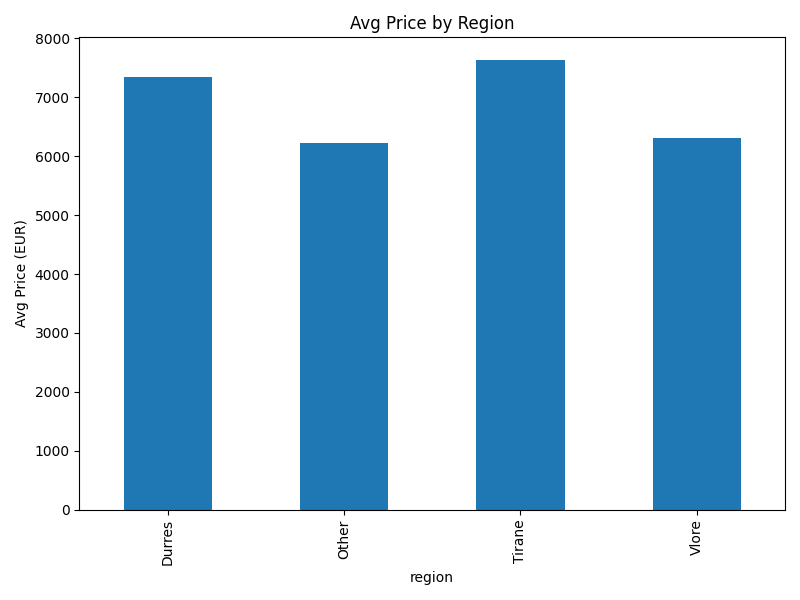 Avg Price by Region
Avg Price (EUR)
8000
7000
6000
5000
4000
3000
2000
1000
0
Durres
Other
Tirane
Vlore
region